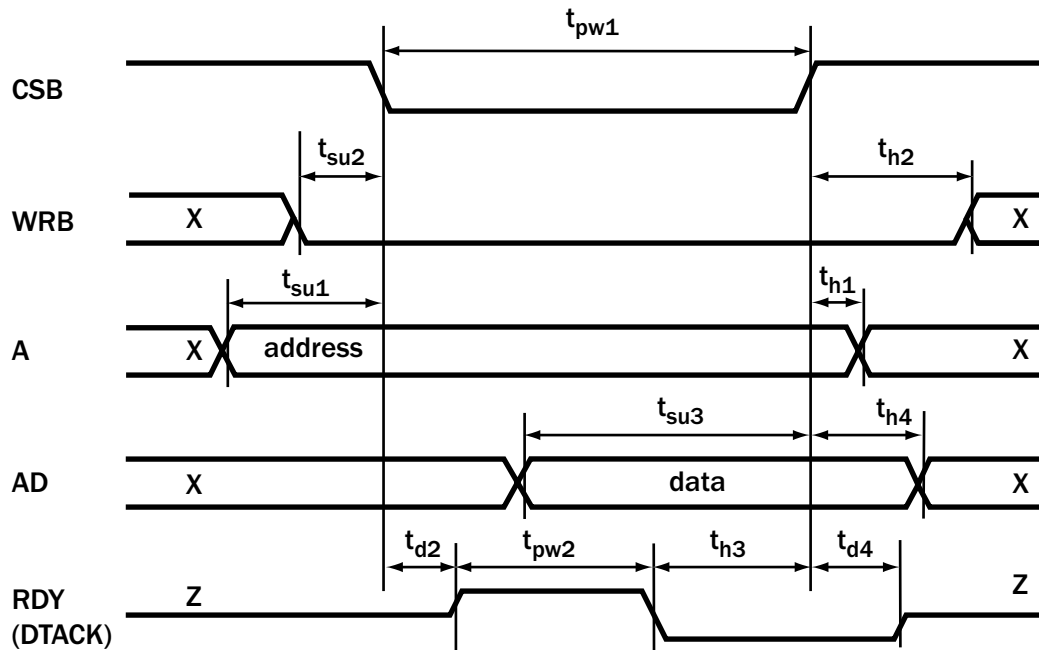 t_pw1
CSB
t_su2
t_h2
WRB
X
X
t_su1
t_h1
A
X
address
X
t_su3
t_h4
AD
X
data
X
t_d2
t_pw2
t_h3
t_d4
RDY
(DTACK)
Z
Z